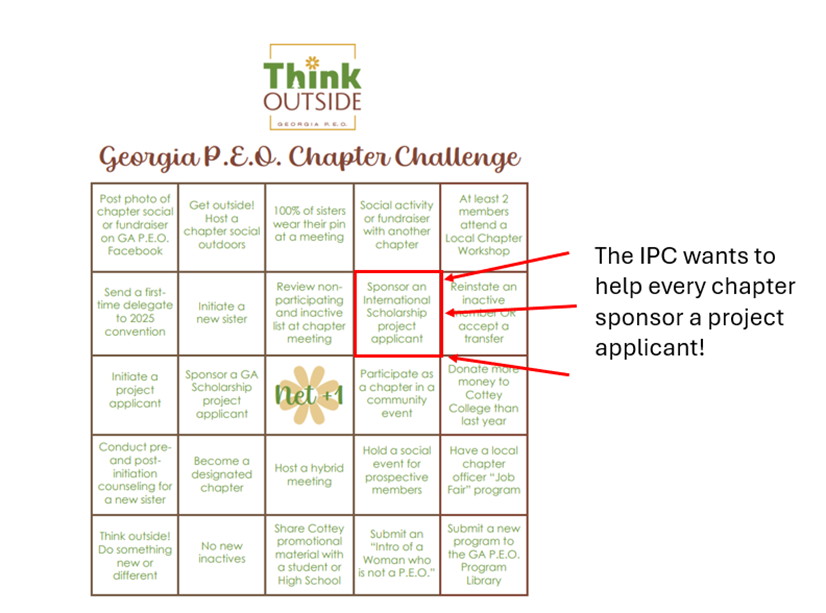 Think
OUTSIDE
GEORGIA P.E.O.
Georgia P.E.O. Chapter Challenge
Post photo of
chapter social
or fundraiser
on GA P.E.O.
Facebook
Get outside!
Host a
chapter social
outdoors
100% of sisters
wear their pin
at a meeting
Social activity
or fundraiser
with another
chapter
At least 2
members
attend a
Local Chapter
Workshop
Send a first-
time delegate
to 2025
convention
Initiate a
new sister
Review non-
participating
and inactive
list at chapter
meeting
Sponsor an
International
Scholarship
project
applicant
Reinstate an
inactive
member OR
accept a
transfer
The IPC wants to
help every chapter
sponsor a project
applicant!
Initiate a
project
applicant
Sponsor a GA
Scholarship
project
applicant
Net +1
Participate as
a chapter in a
community
event
Donate more
money to
Cottey
College than
last year
Conduct pre-
and post-
initiation
counseling for
a new sister
Become a
designated
chapter
Host a hybrid
meeting
Hold a social
event for
prospective
members
Have a local
chapter
officer “Job
Fair” program
Think outside!
Do something
new or
different
No new
inactives
Share Cottey
promotional
material with
a student or
High School
Submit an
“Intro of a
Woman who
is not a P.E.O.”
Submit a new
program to
the GA P.E.O.
Program
Library